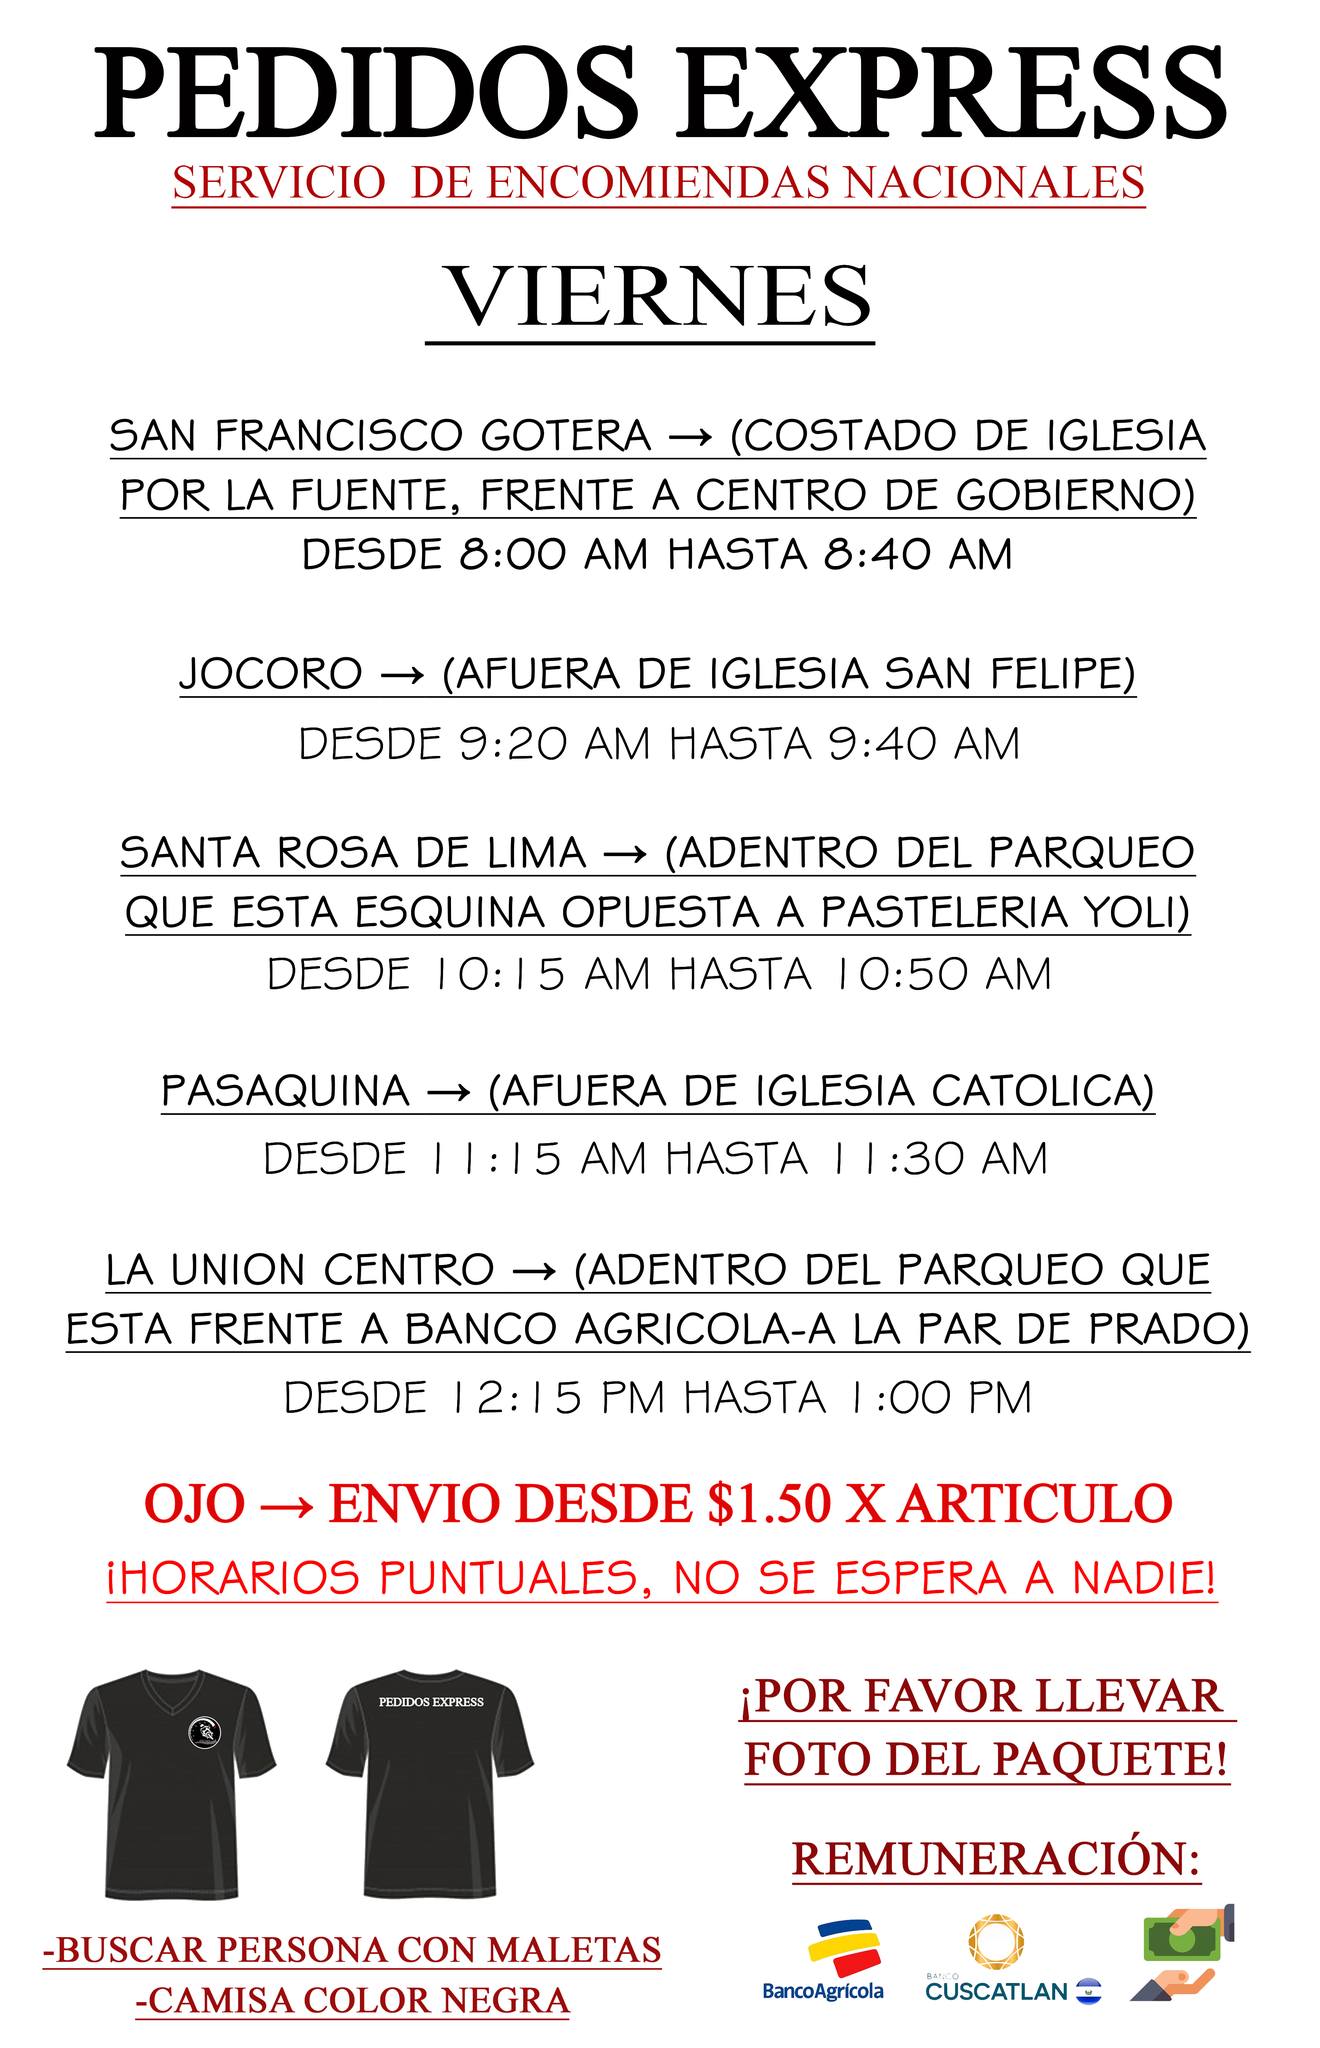 PEDIDOS EXPRESS
SERVICIO DE ENCOMIENDAS NACIONALES
VIERNES
SAN FRANCISCO GOTERA → (COSTADO DE IGLESIA
POR LA FUENTE, FRENTE A CENTRO DE GOBIERNO)
DESDE 8:00 AM HASTA 8:40 AM
JOCORO → (AFUERA DE IGLESIA SAN FELIPE)
DESDE 9:20 AM HASTA 9:40 AM
SANTA ROSA DE LIMA → (ADENTRO DEL PARQUEO
QUE ESTA ESQUINA OPUESTA A PASTELERIA YOLI)
DESDE 10:15 AM HASTA 10:50 AM
PASAQUINA → (AFUERA DE IGLESIA CATOLICA)
DESDE 11:15 AM HASTA 11:30 AM
LA UNION CENTRO → (ADENTRO DEL PARQUEO QUE
ESTA FRENTE A BANCO AGRICOLA-A LA PAR DE PRADO)
DESDE 12:15 PM HASTA 1:00 PM
OJO → ENVIO DESDE $1.50 X ARTICULO
¡HORARIOS PUNTUALES, NO SE ESPERA A NADIE!
PEDIDOS EXPRESS
-BUSCAR PERSONA CON MALETAS
-CAMISA COLOR NEGRA
¡POR FAVOR LLEVAR
FOTO DEL PAQUETE!
REMUNERACIÓN:
BancoAgrícola
BANCO
CUSCATLAN